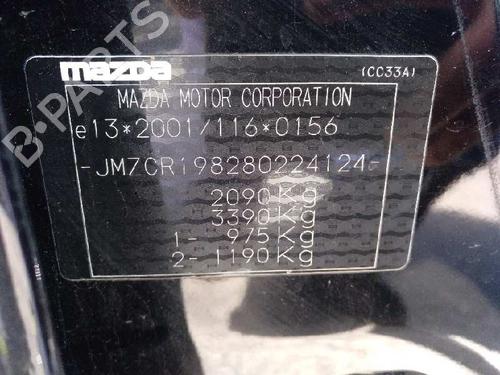 B-PARTS
mazda
(CC33A)
MAZDA MOTOR CORPORATION
e13*2001/116*0156
-JM7CR198280224124-
2090 Kg
3390 Kg
1- 975 Kg
2- 1190 Kg